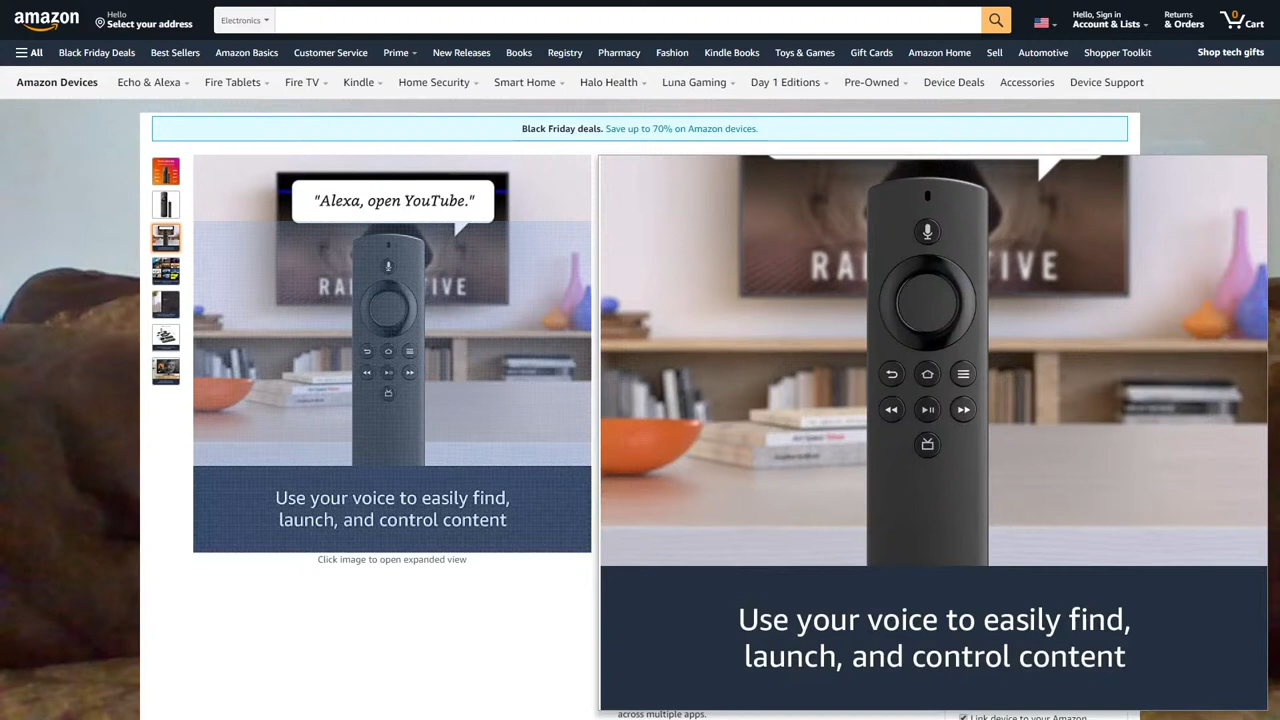 amazon
Hello
Select your address
Electronics
Hello, Sign in
Account & Lists
Returns
& Orders
0
Cart
All
Black Friday Deals
Best Sellers
Amazon Basics
Customer Service
Prime
New Releases
Books
Registry
Pharmacy
Fashion
Kindle Books
Toys & Games
Gift Cards
Amazon Home
Sell
Automotive
Shopper Toolkit
Shop tech gifts
Amazon Devices
Echo & Alexa
Fire Tablets
Fire TV
Kindle
Home Security
Smart Home
Halo Health
Luna Gaming
Day 1 Editions
Pre-Owned
Device Deals
Accessories
Device Support
Black Friday deals. Save up to 70% on Amazon devices.
"Alexa, open YouTube."
Use your voice to easily find,
launch, and control content
Click image to open expanded view
Use your voice to easily find,
launch, and control content
across multiple apps.
Link device to your Amazon